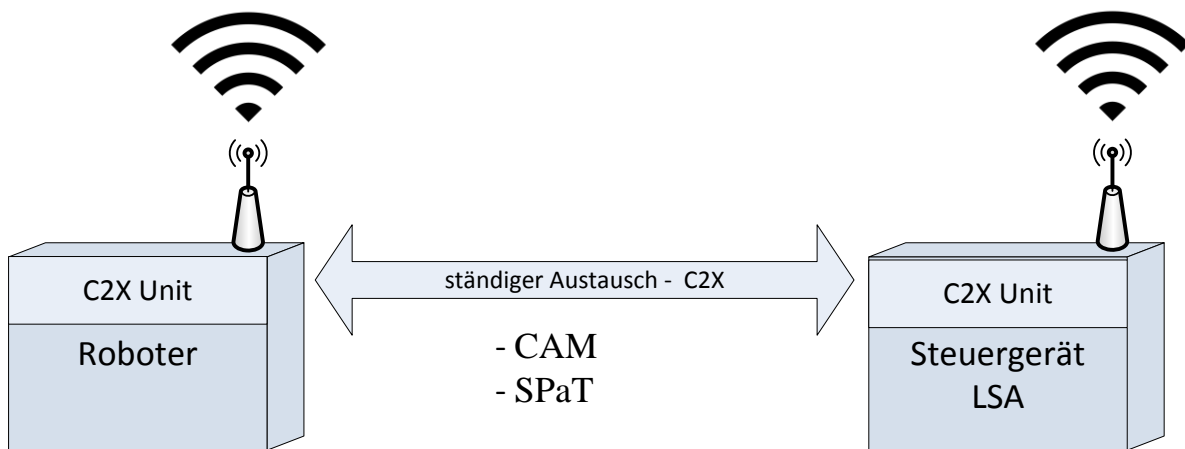 C2X Unit
Roboter
ständiger Austausch - C2X
- CAM
- SPaT
C2X Unit
Steuergerät
LSA